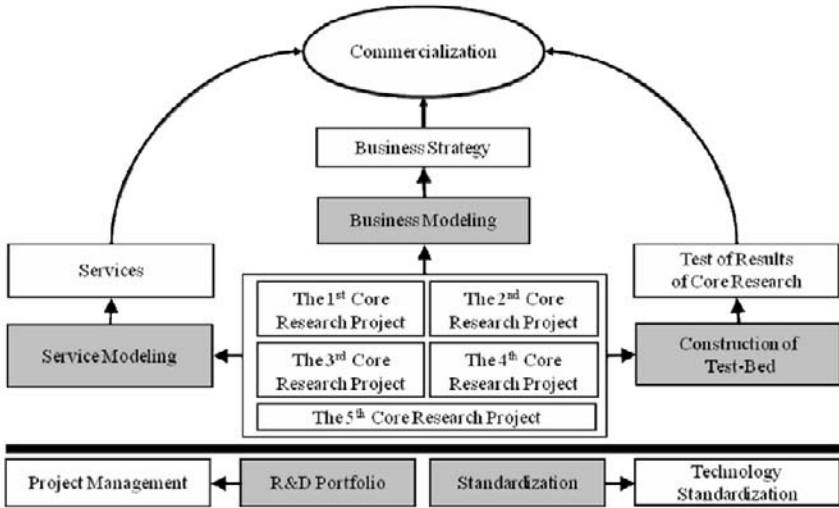 Commercialization
Business Strategy
Business Modeling
Services
Test of Results
of Core Research
The 1st Core
Research Project
The 2nd Core
Research Project
Service Modeling
The 3rd Core
Research Project
The 4th Core
Research Project
Construction of
Test-Bed
The 5th Core Research Project
Project Management
R&D Portfolio
Standardization
Technology
Standardization